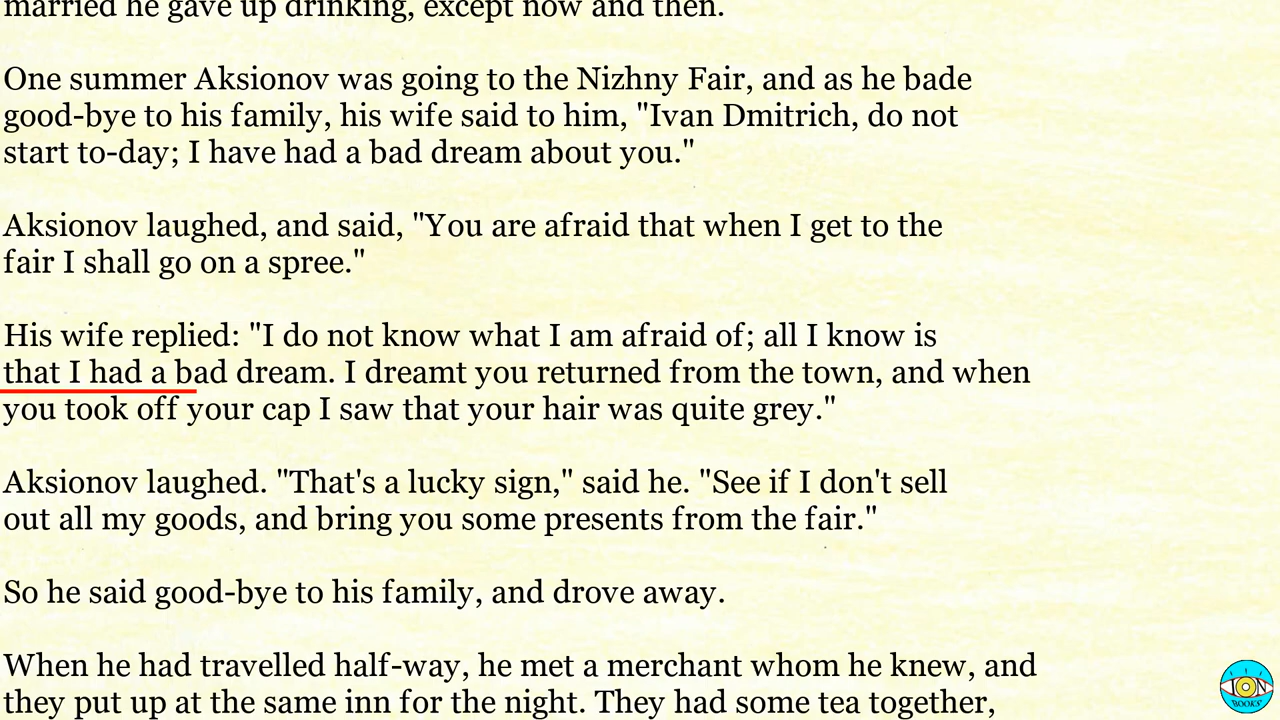 married he gave up drinking, except now and then.
One summer Aksionov was going to the Nizhny Fair, and as he bade
good-bye to his family, his wife said to him, "Ivan Dmitrich, do not
start to-day; I have had a bad dream about you."
Aksionov laughed, and said, "You are afraid that when I get to the
fair I shall go on a spree."
His wife replied: "I do not know what I am afraid of; all I know is
that I had a bad dream. I dreamt you returned from the town, and when
you took off your cap I saw that your hair was quite grey."
Aksionov laughed. "That's a lucky sign," said he. "See if I don't sell
out all my goods, and bring you some presents from the fair."
So he said good-bye to his family, and drove away.
When he had travelled half-way, he met a merchant whom he knew, and
they put up at the same inn for the night. They had some tea together,
ION
BOOKS